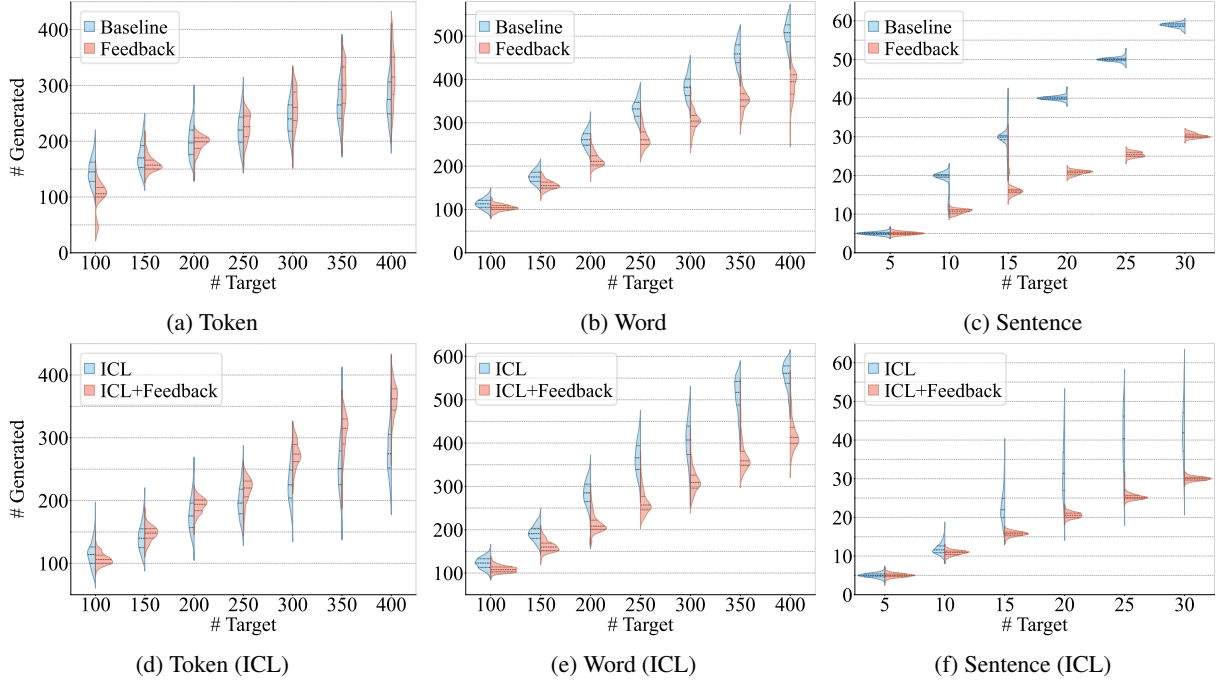 400
300
200
100
0
# Generated
Baseline
Feedback
100 150 200 250 300 350 400
# Target
(a) Token
500
400
300
200
100
0
Baseline
Feedback
100 150 200 250 300 350 400
# Target
(b) Word
60
50
40
30
20
10
0
Baseline
Feedback
5 10 15 20 25 30
# Target
(c) Sentence
400
300
200
100
# Generated
ICL
ICL+Feedback
100 150 200 250 300 350 400
# Target
(d) Token (ICL)
600
500
400
300
200
100
ICL
ICL+Feedback
100 150 200 250 300 350 400
# Target
(e) Word (ICL)
60
50
40
30
20
10
0
ICL
ICL+Feedback
5 10 15 20 25 30
# Target
(f) Sentence (ICL)